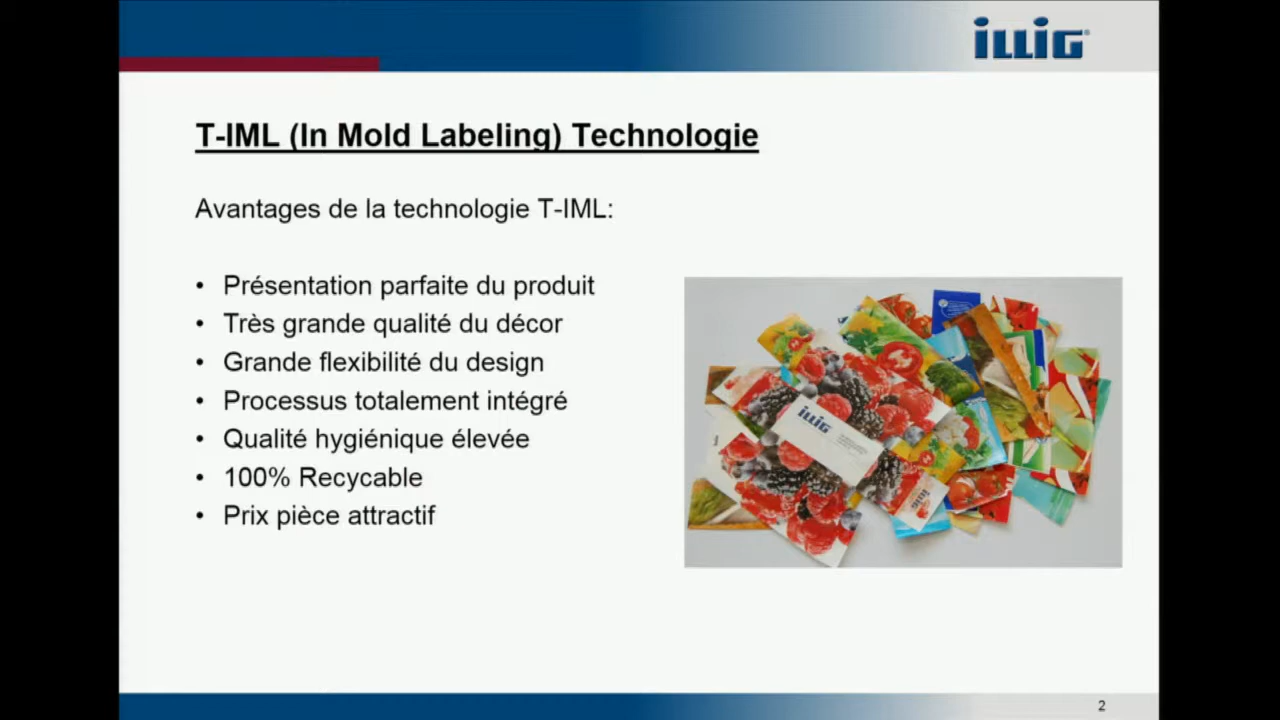 ILLIG®
T-IML (In Mold Labeling) Technologie
Avantages de la technologie T-IML:
• Présentation parfaite du produit
• Très grande qualité du décor
• Grande flexibilité du design
• Processus totalement intégré
• Qualité hygiénique élevée
• 100% Recycable
• Prix pièce attractif
ILLIG
2